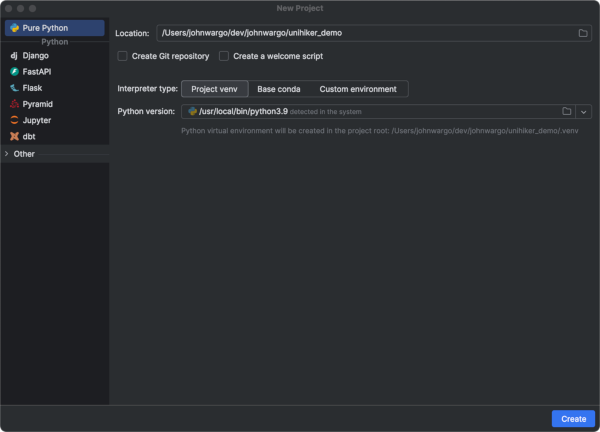 New Project
Pure Python
Python
dj Django
FastAPI
Flask
Pyramid
Jupyter
dbt
Other
Location: /Users/johnwargo/dev/johnwargo/unihiker_demo
Create Git repository Create a welcome script
Interpreter type: Project venv Base conda Custom environment
Python version: /usr/local/bin/python3.9 detected in the system
Python virtual environment will be created in the project root: /Users/johnwargo/dev/johnwargo/unihiker_demo/.venv
Create